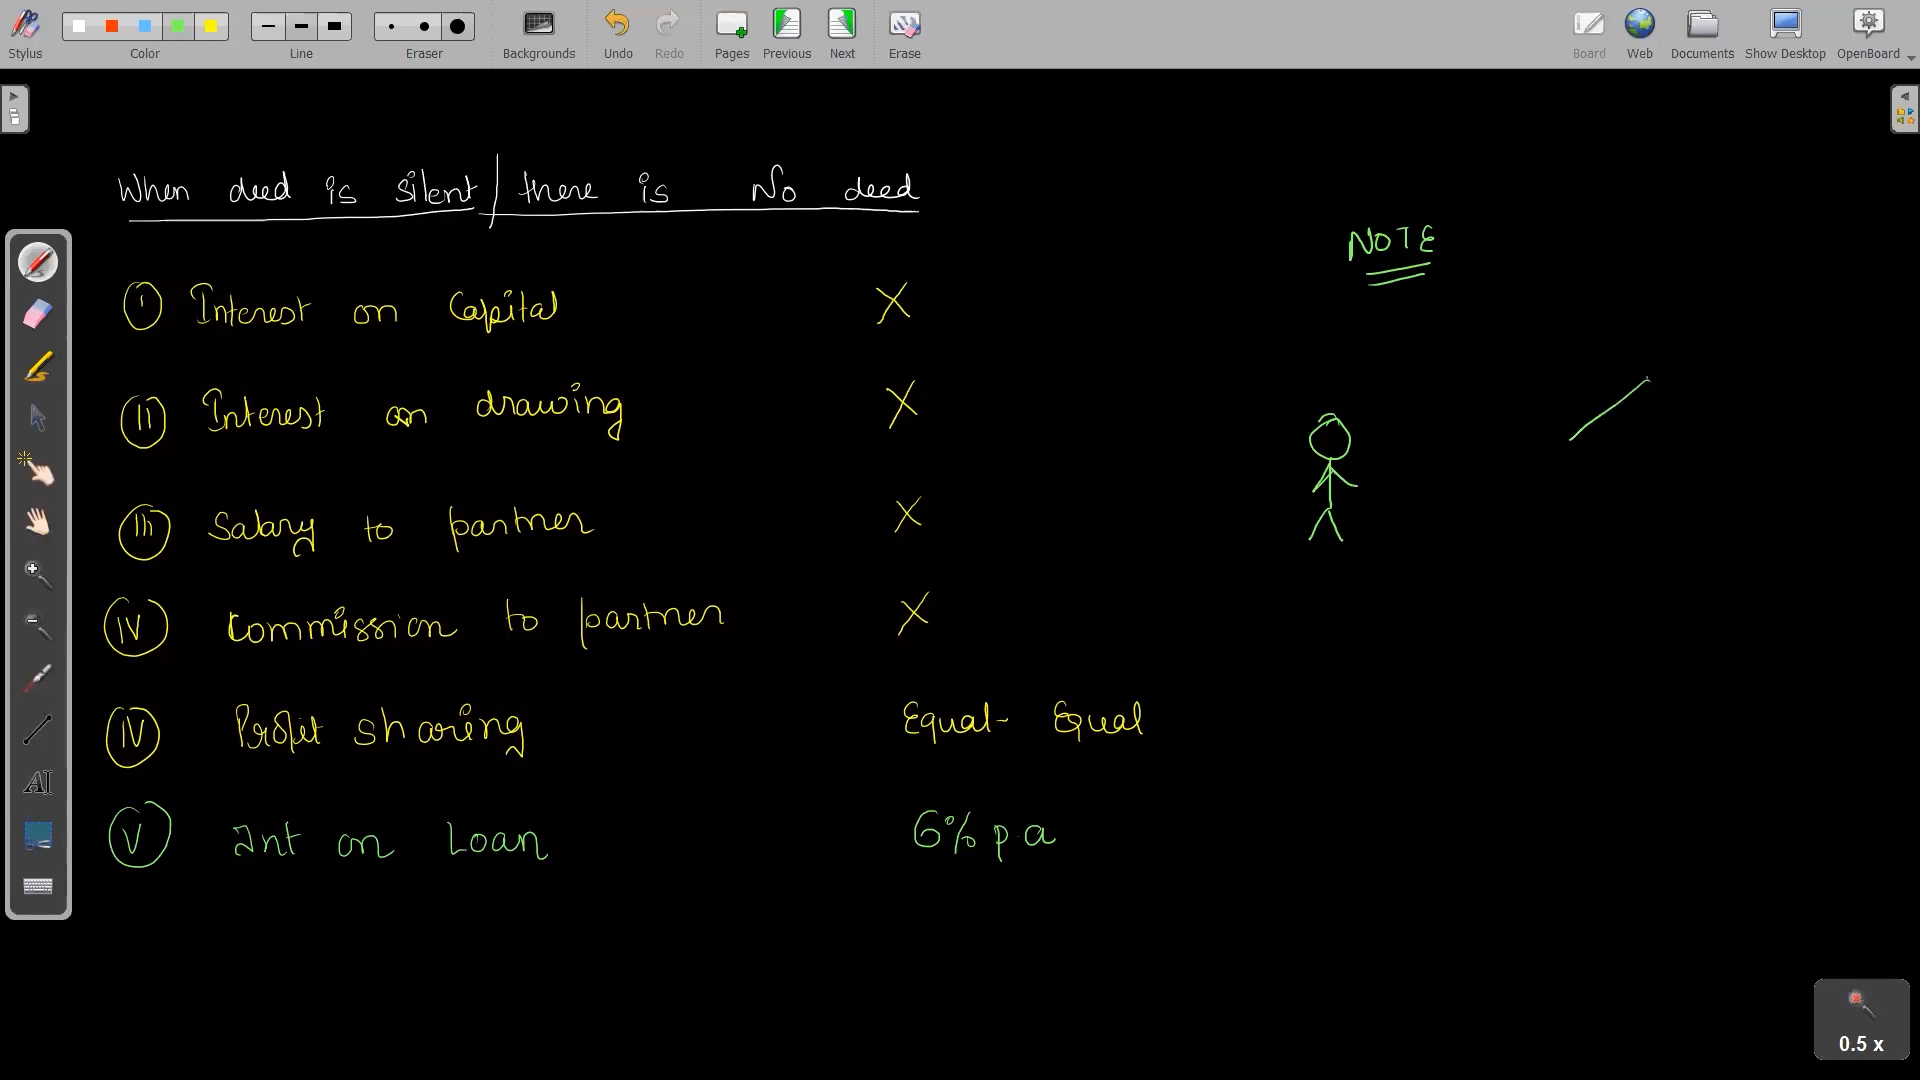 Stylus Color Line Eraser Backgrounds Undo Redo Pages Previous Next Erase Board Web Documents Show Desktop OpenBoard
When deed is silent / there is No deed
NOTE
I Interest on Capital X
II Interest on drawing X
III Salary to partner X
IV Commission to partner X
IV Profit sharing Equal - Equal
V Int on Loan 6% p.a
AI
0.5 x